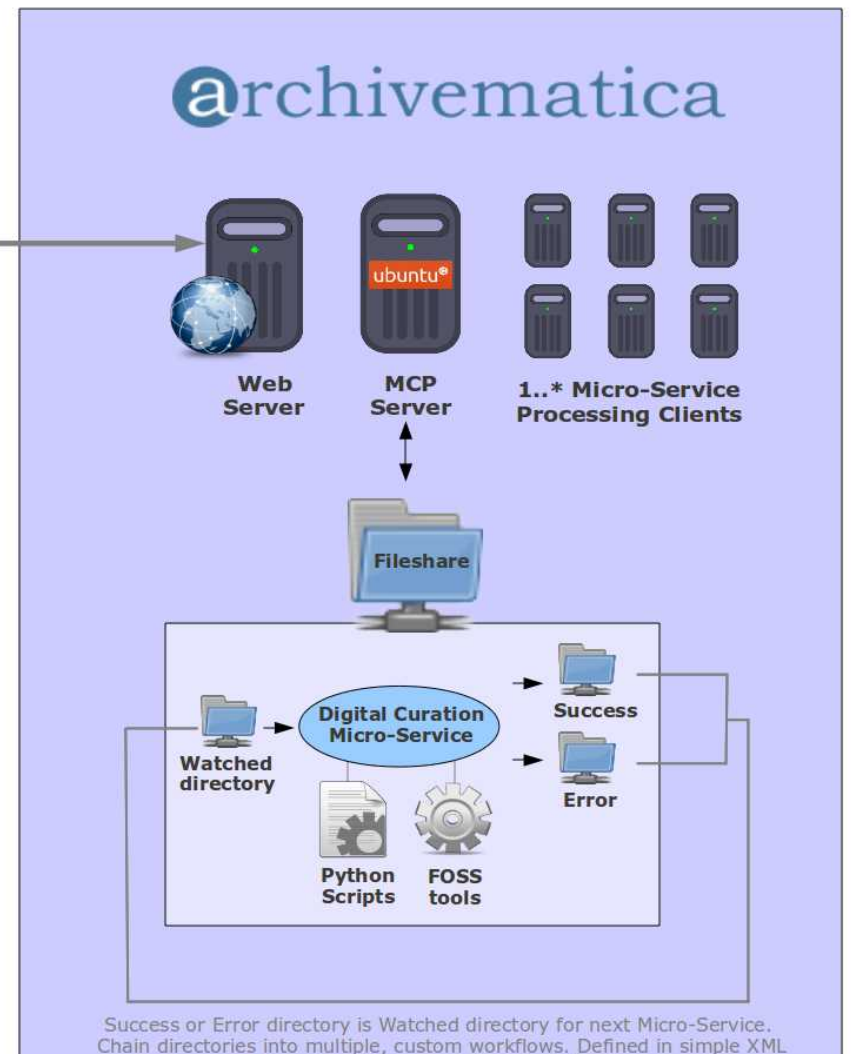 archivematica
ubuntu®
Web
Server
MCP
Server
1..* Micro-Service
Processing Clients
Fileshare
Watched
directory
Digital Curation
Micro-Service
Success
Error
Python
Scripts
FOSS
tools
Success or Error directory is Watched directory for next Micro-Service.
Chain directories into multiple, custom workflows. Defined in simple XML